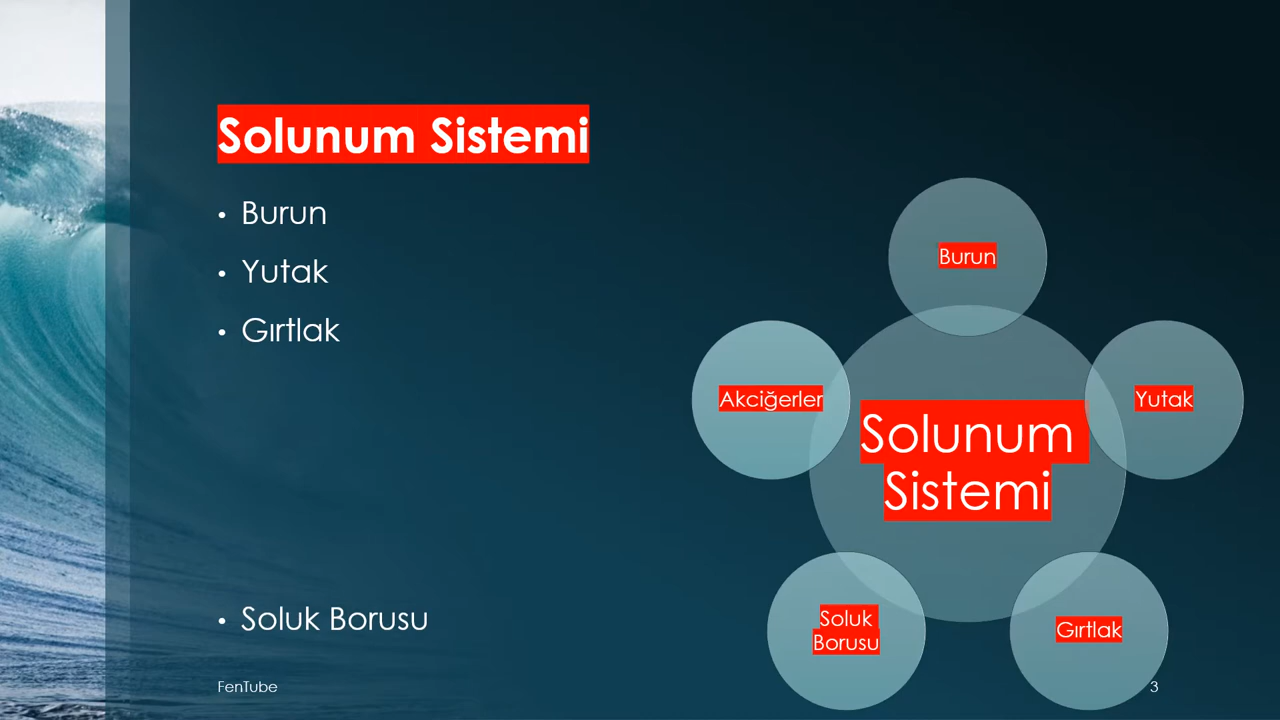 Solunum Sistemi
• Burun
• Yutak
• Gırtlak
• Soluk Borusu
Burun
Akciğerler
Yutak
Solunum
Sistemi
Soluk
Borusu
Gırtlak
FenTube
3